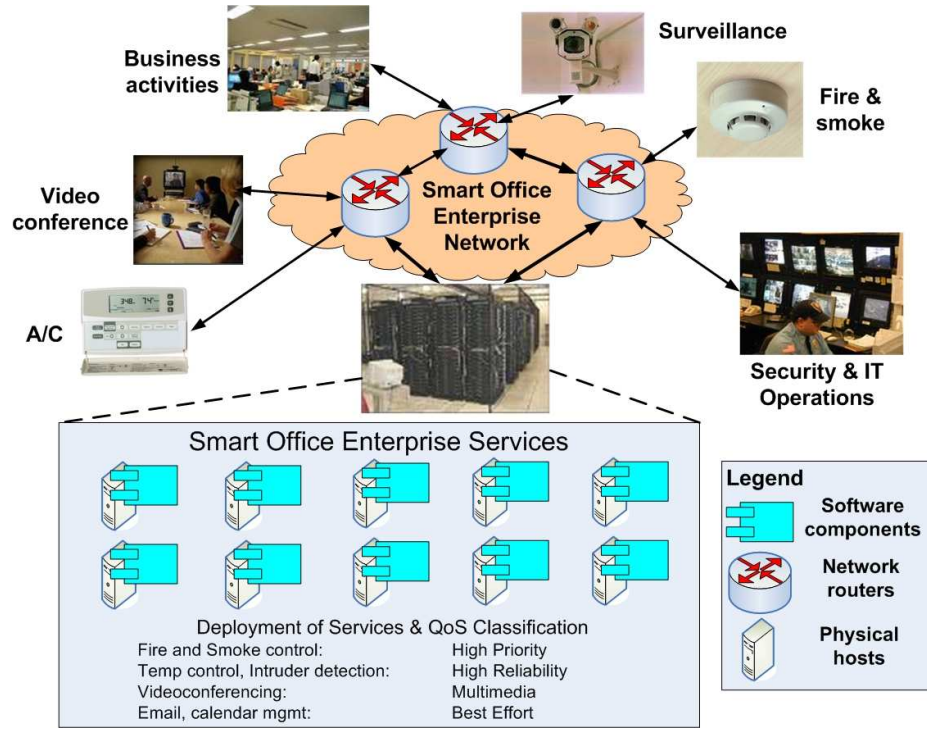 Business
activities
Surveillance
Fire &
smoke
Video
conference
Smart Office
Enterprise
Network
A/C
Security & IT
Operations
Smart Office Enterprise Services
Deployment of Services & QoS Classification
Fire and Smoke control: High Priority
Temp control, Intruder detection: High Reliability
Videoconferencing: Multimedia
Email, calendar mgmt: Best Effort
Legend
Software
components
Network
routers
Physical
hosts